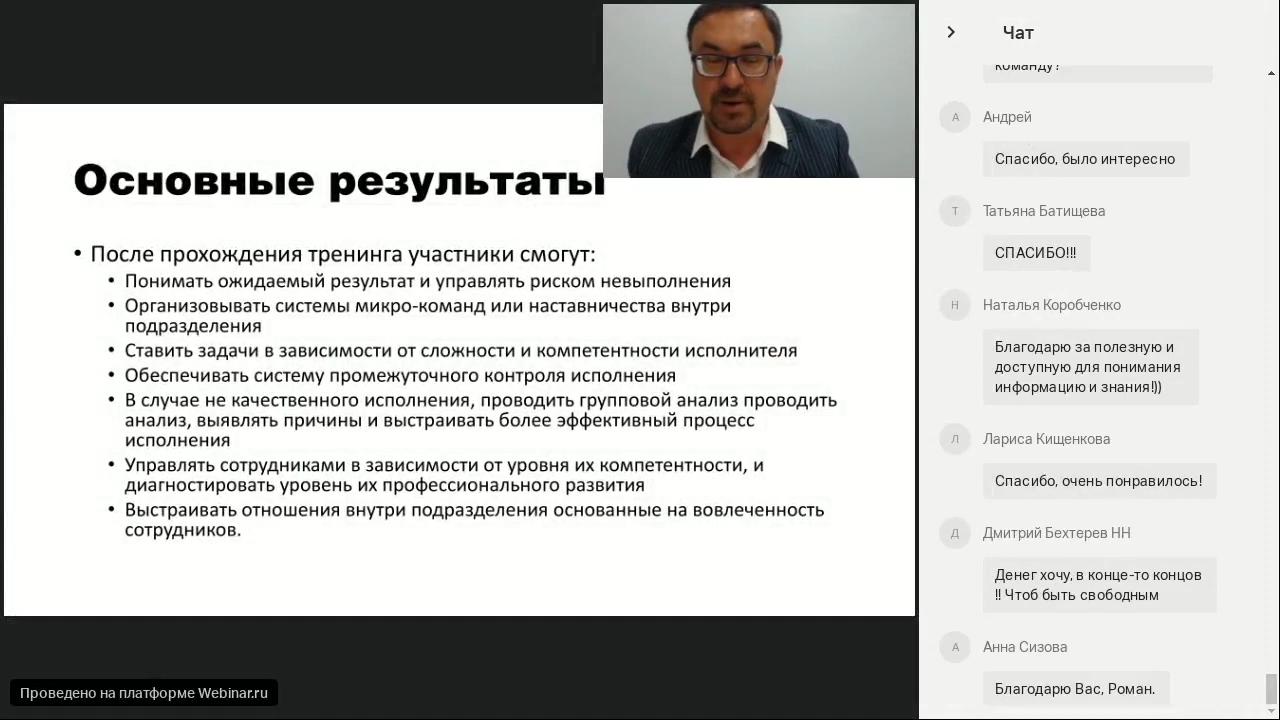 Основные результаты
• После прохождения тренинга участники смогут:
• Понимать ожидаемый результат и управлять риском невыполнения
• Организовывать системы микро-команд или наставничества внутри
подразделения
• Ставить задачи в зависимости от сложности и компетентности исполнителя
• Обеспечивать систему промежуточного контроля исполнения
• В случае не качественного исполнения, проводить групповой анализ проводить
анализ, выявлять причины и выстраивать более эффективный процесс
исполнения
• Управлять сотрудниками в зависимости от уровня их компетентности, и
диагностировать уровень их профессионального развития
• Выстраивать отношения внутри подразделения основанные на вовлеченность
сотрудников.
Проведено на платформе Webinar.ru
Чат
команду?
А
Андрей
Спасибо, было интересно
Т
Татьяна Батищева
СПАСИБО!!!
Н
Наталья Коробченко
Благодарю за полезную и
доступную для понимания
информацию и знания!))
Л
Лариса Кищенкова
Спасибо, очень понравилось!
Д
Дмитрий Бехтерев НН
Денег хочу, в конце-то концов
!! Чтоб быть свободным
А
Анна Сизова
Благодарю Вас, Роман.